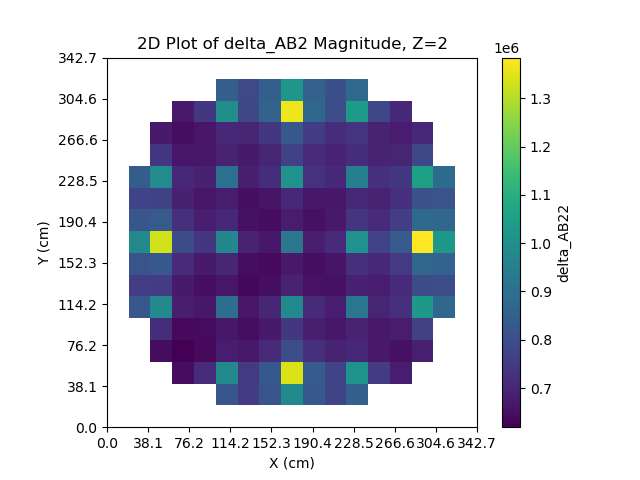 2D Plot of delta_AB2 Magnitude, Z=2
1e6
342.7
304.6
266.6
228.5
190.4
152.3
114.2
76.2
38.1
0.0
Y (cm)
0.0 38.1 76.2 114.2 152.3 190.4 228.5 266.6 304.6 342.7
X (cm)
1.3
1.2
1.1
1.0
0.9
0.8
0.7
delta_AB22